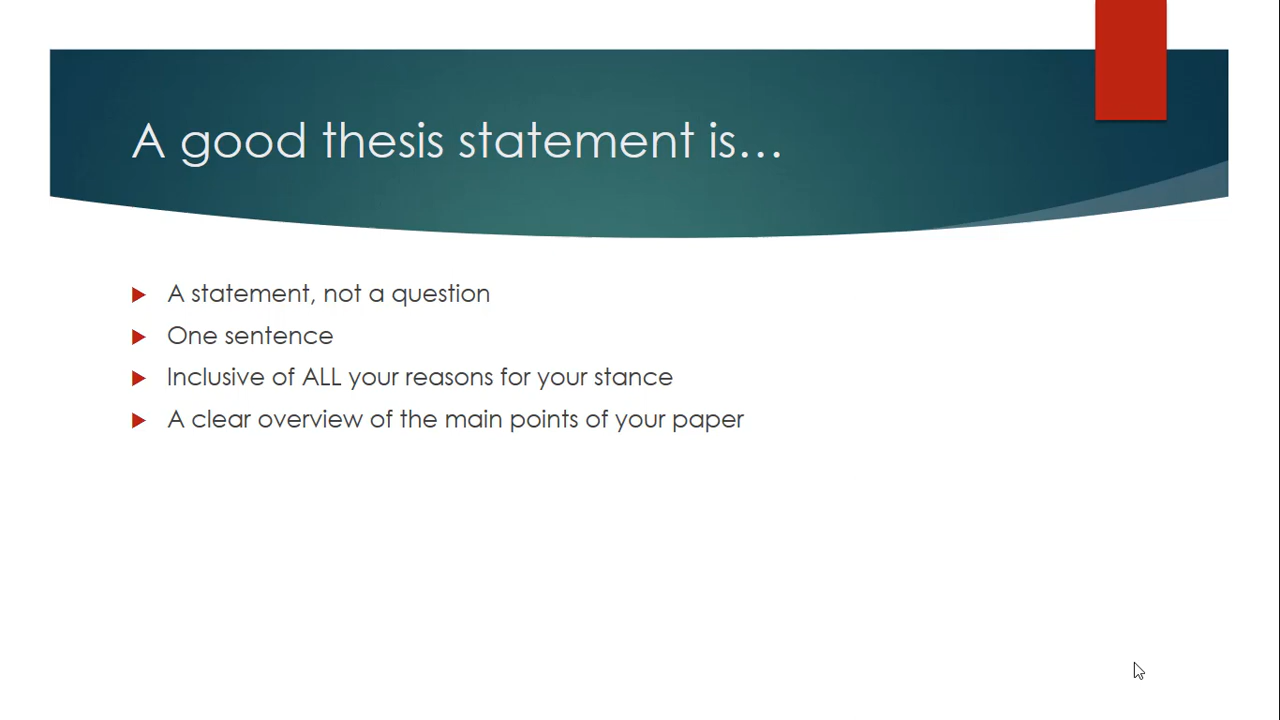 A good thesis statement is…
A statement, not a question
One sentence
Inclusive of ALL your reasons for your stance
A clear overview of the main points of your paper